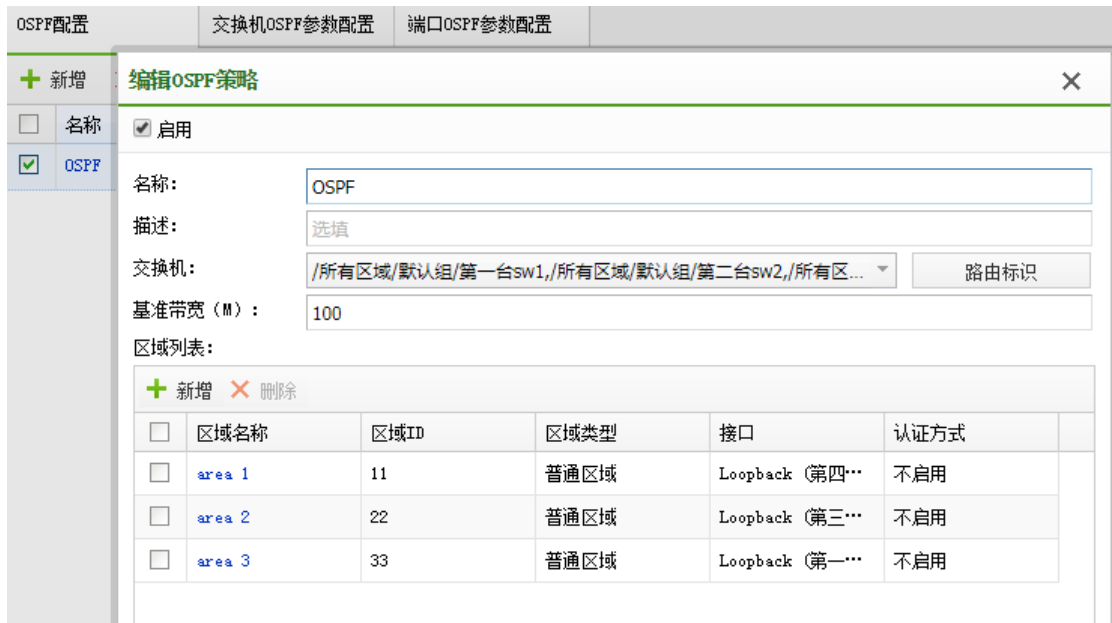 OSPF配置 交换机OSPF参数配置 端口OSPF参数配置
新增
编辑OSPF策略
名称
启用
OSPF
名称: OSPF
描述: 选填
交换机: /所有区域/默认组/第一台sw1,/所有区域/默认组/第二台sw2,/所有区... 路由标识
基准带宽（M）: 100
区域列表:
新增 删除
区域名称 区域ID 区域类型 接口 认证方式
area 1 11 普通区域 Loopback（第四… 不启用
area 2 22 普通区域 Loopback（第三… 不启用
area 3 33 普通区域 Loopback（第一… 不启用